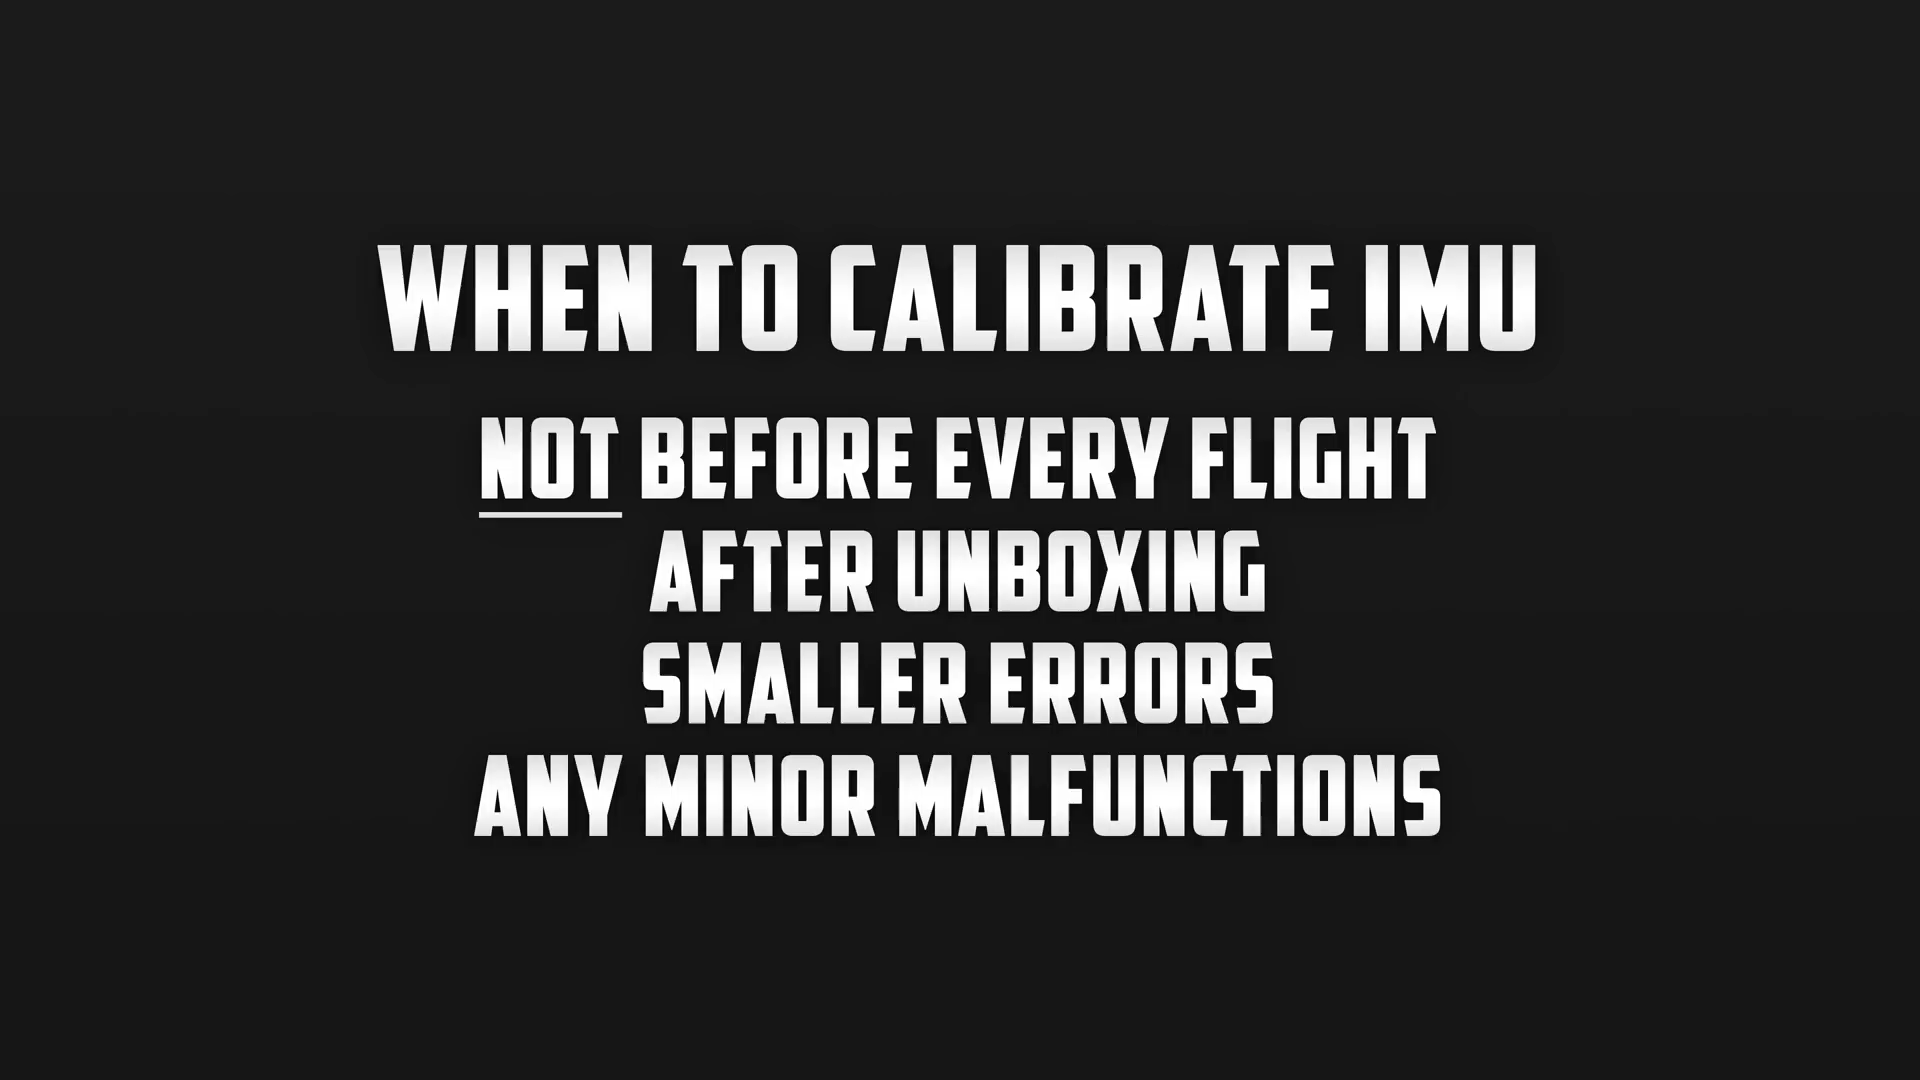 WHEN TO CALIBRATE IMU
NOT BEFORE EVERY FLIGHT
AFTER UNBOXING
SMALLER ERRORS
ANY MINOR MALFUNCTIONS